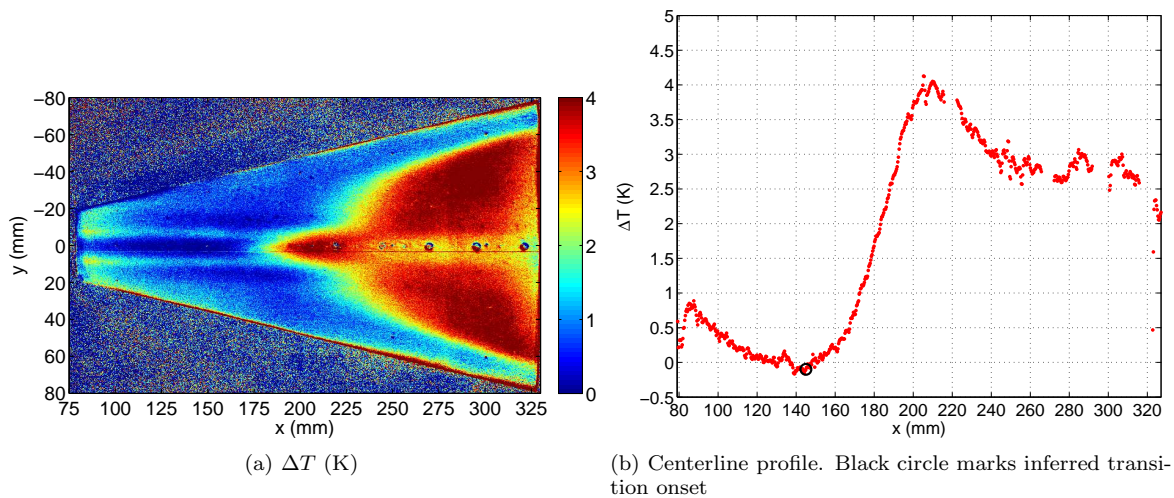 −80
−60
−40
−20
0
20
40
60
80
y (mm)
75 100 125 150 175 200 225 250 275 300 325
x (mm)
4
3
2
1
0
(a) ΔT (K)
5
4.5
4
3.5
3
2.5
2
1.5
1
0.5
0
−0.5
ΔT (K)
80 100 120 140 160 180 200 220 240 260 280 300 320
x (mm)
(b) Centerline profile. Black circle marks inferred transi-
tion onset